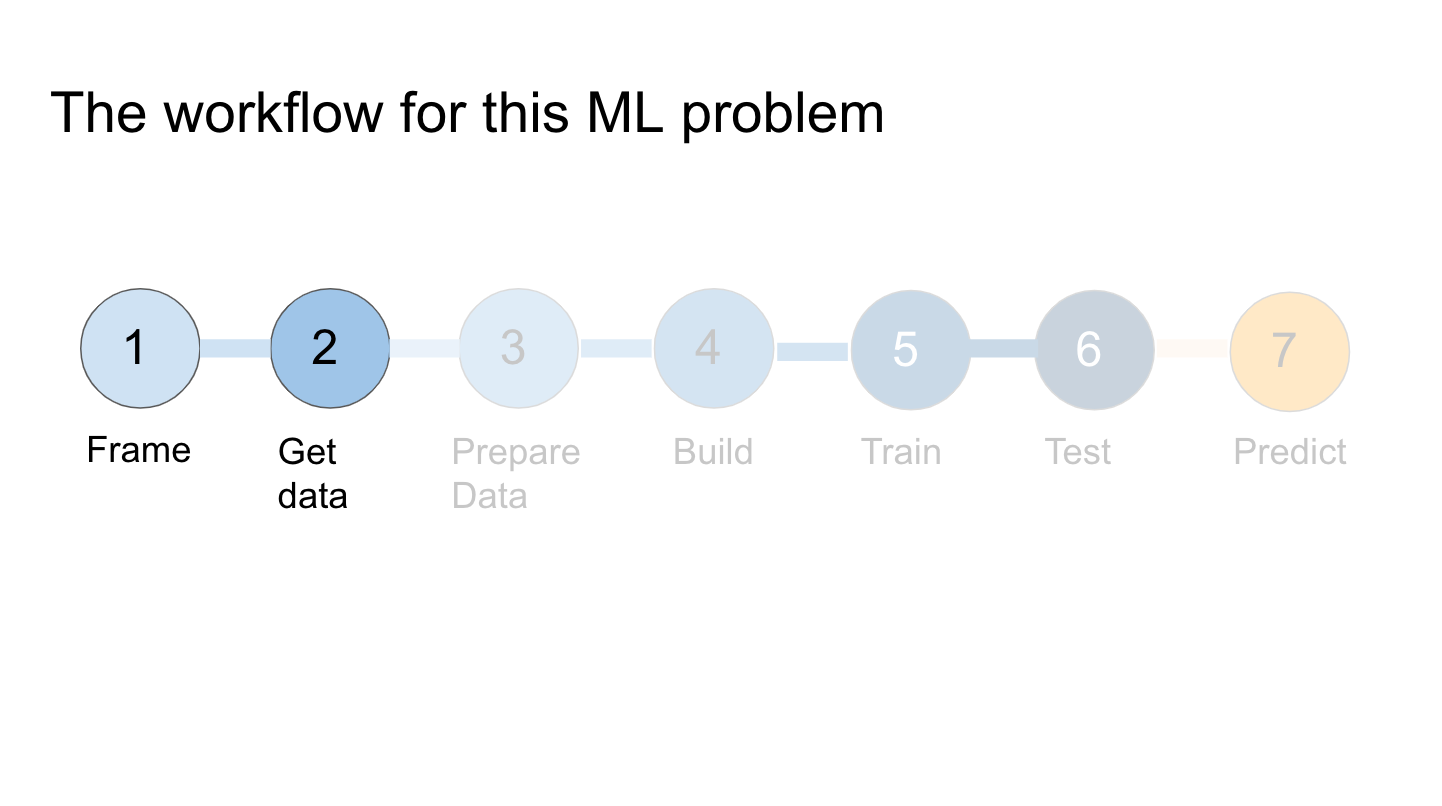 The workflow for this ML problem
1
2
3
4
5
6
7
Frame
Get
data
Prepare
Data
Build
Train
Test
Predict